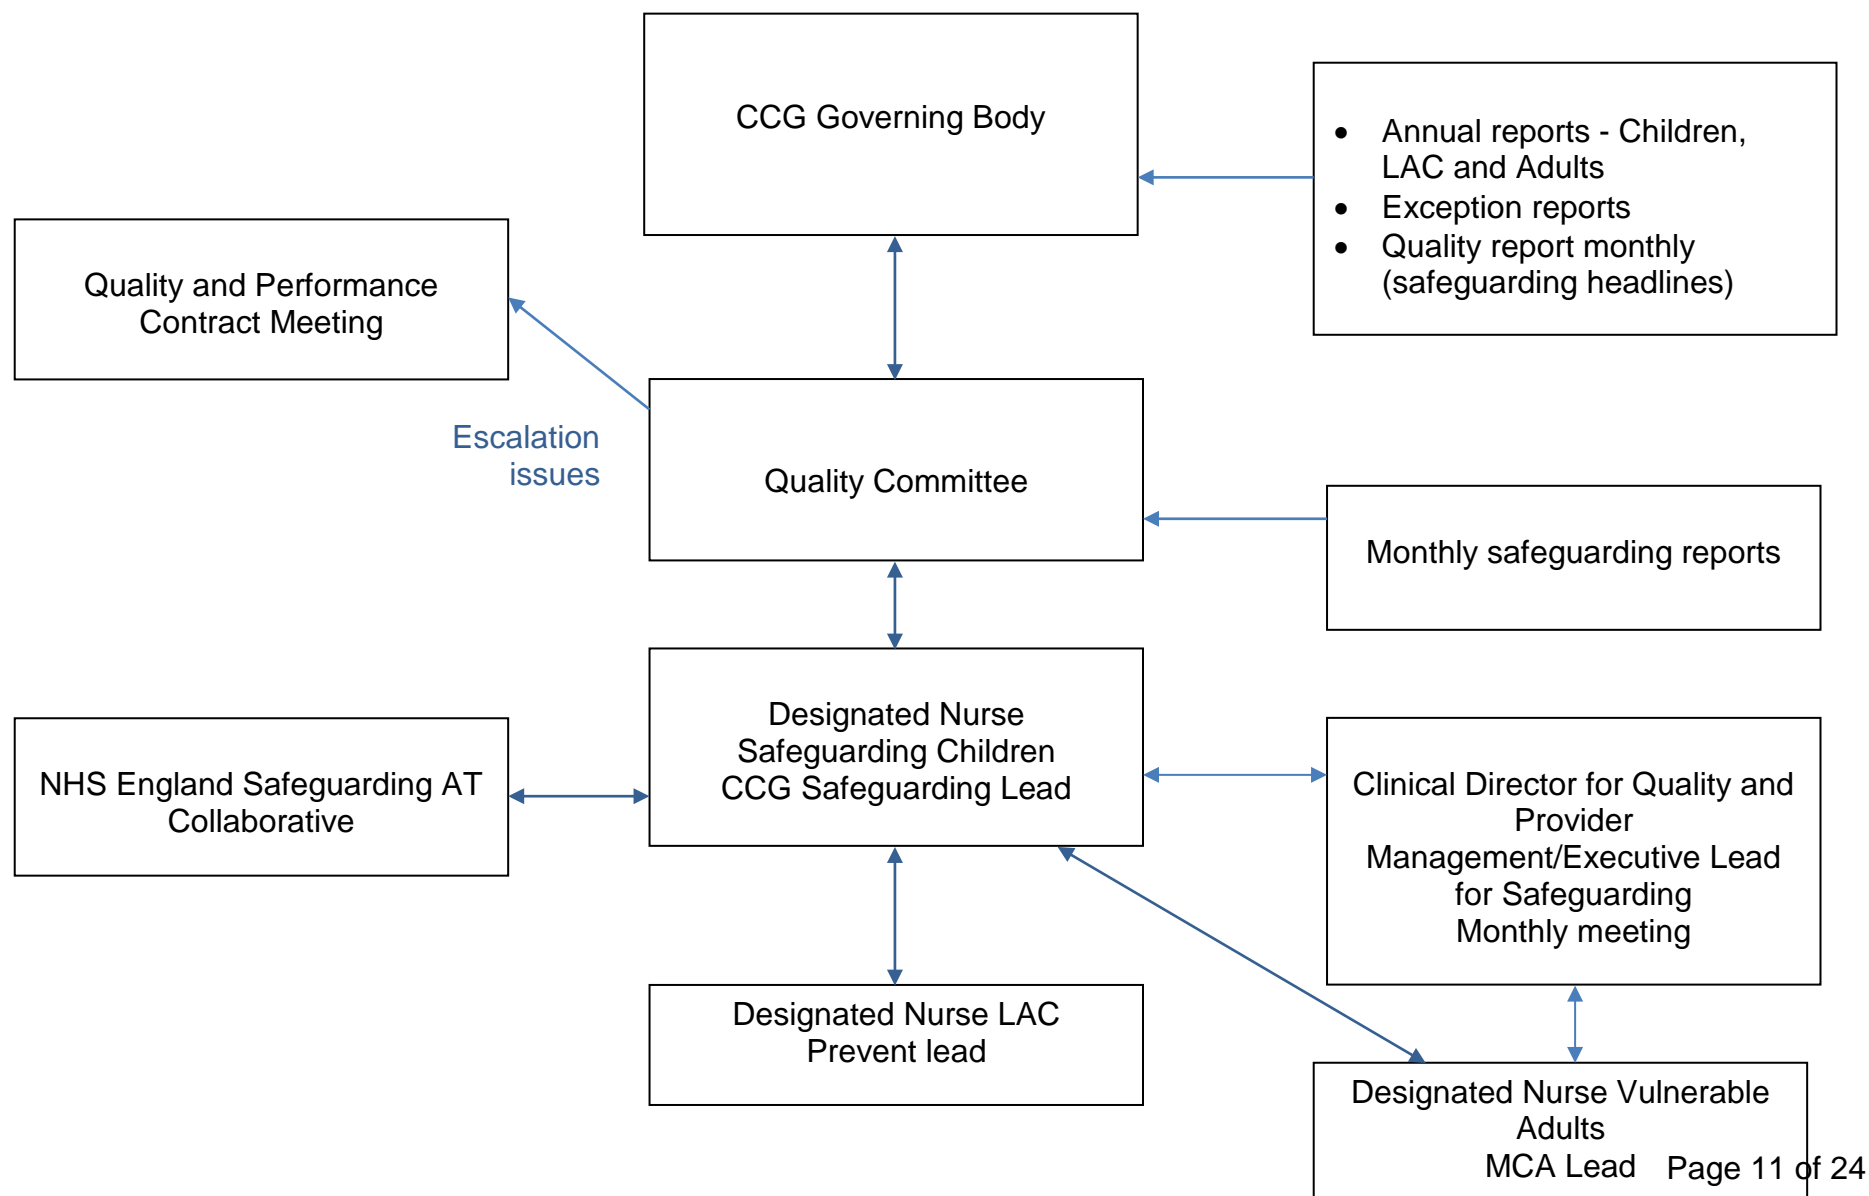 CCG Governing Body
• Annual reports - Children,
LAC and Adults
• Exception reports
• Quality report monthly
(safeguarding headlines)
Quality and Performance
Contract Meeting
Escalation
issues
Quality Committee
Monthly safeguarding reports
Designated Nurse
Safeguarding Children
CCG Safeguarding Lead
NHS England Safeguarding AT
Collaborative
Clinical Director for Quality and
Provider
Management/Executive Lead
for Safeguarding
Monthly meeting
Designated Nurse LAC
Prevent lead
Designated Nurse Vulnerable
Adults
MCA Lead
Page 11 of 24